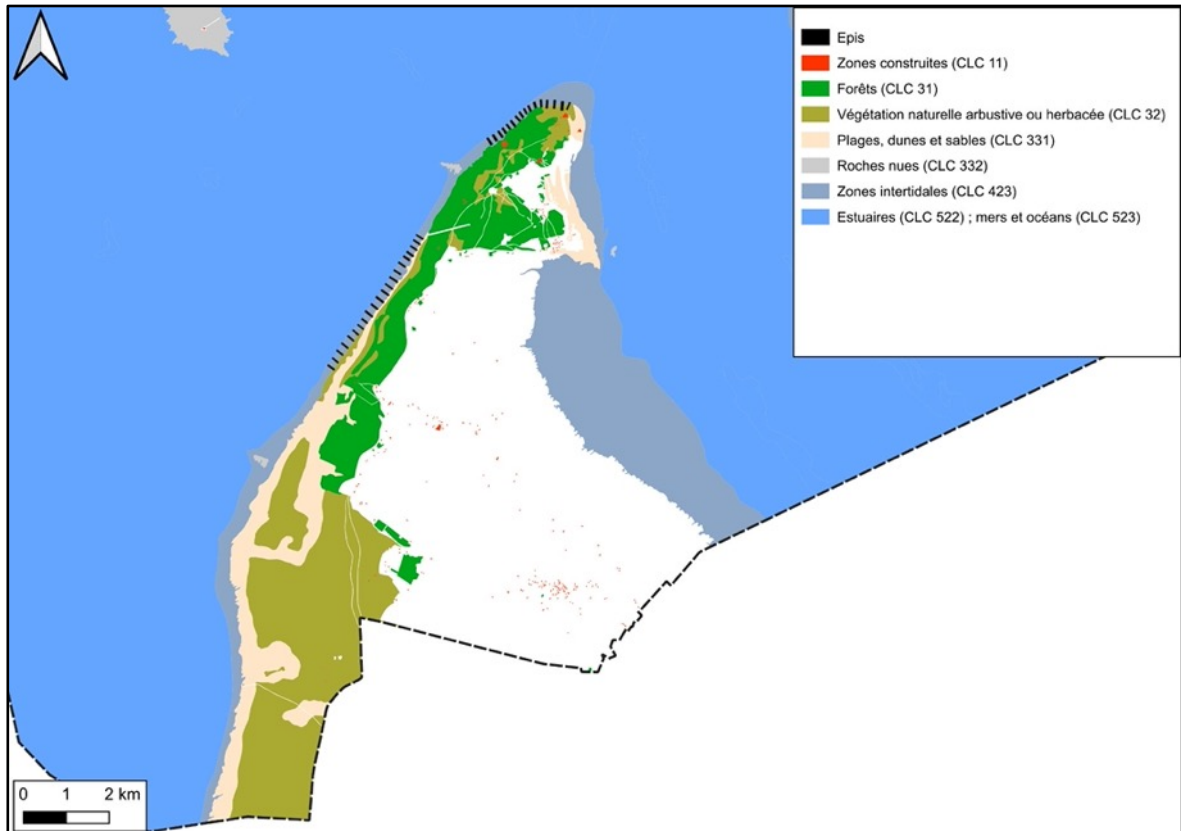 Epis
Zones construites (CLC 11)
Forêts (CLC 31)
Végétation naturelle arbustive ou herbacée (CLC 32)
Plages, dunes et sables (CLC 331)
Roches nues (CLC 332)
Zones intertidales (CLC 423)
Estuaires (CLC 522) ; mers et océans (CLC 523)
0 1 2 km